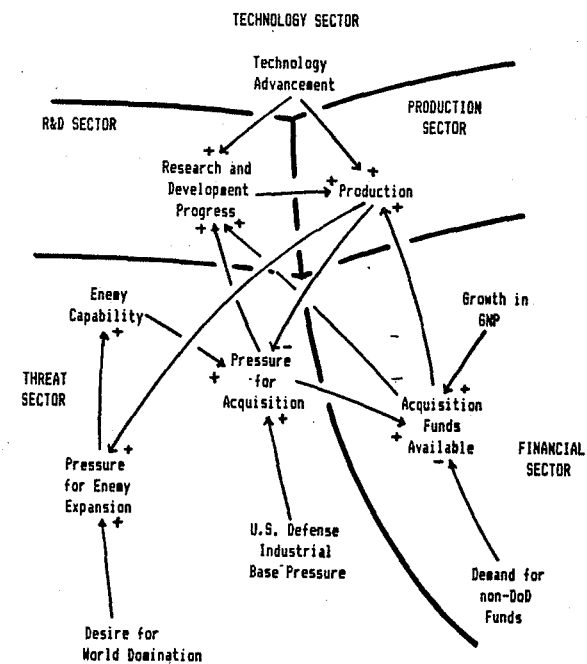 TECHNOLOGY SECTOR
Technology
Advancement
R&D SECTOR
PRODUCTION
SECTOR
+
+
Research and
Development
Progress
+
Production
+
+
+
Enemy
Capability
+
Growth in
GNP
--
+
Pressure
for
Acquisition
+
THREAT
SECTOR
+
Acquisition
Funds
Available
+
-
FINANCIAL
SECTOR
Pressure
for Enemy
Expansion
+
+
U.S. Defense
Industrial
Base Pressure
Demand for
non-DoD
Funds
Desire for
World Domination